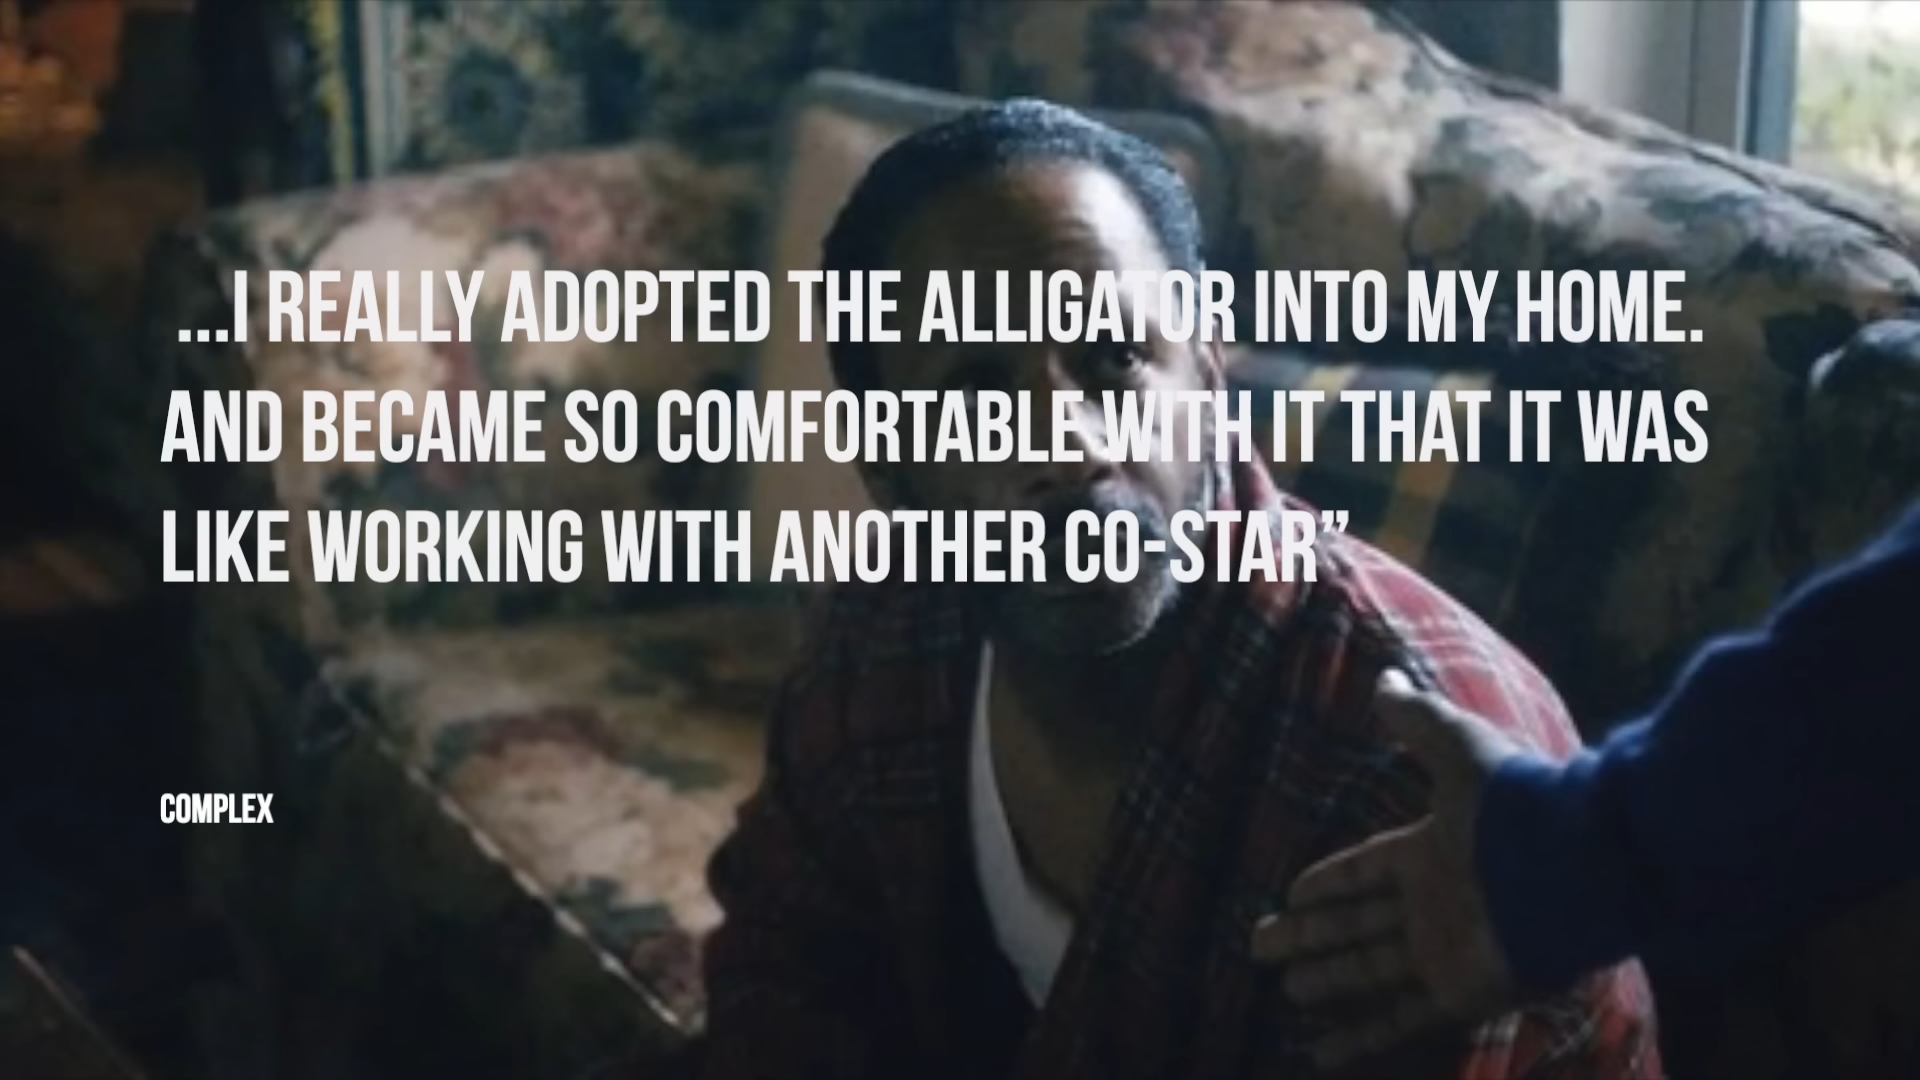 ...I REALLY ADOPTED THE ALLIGATOR INTO MY HOME.
AND BECAME SO COMFORTABLE WITH IT THAT IT WAS
LIKE WORKING WITH ANOTHER CO-STAR”
COMPLEX